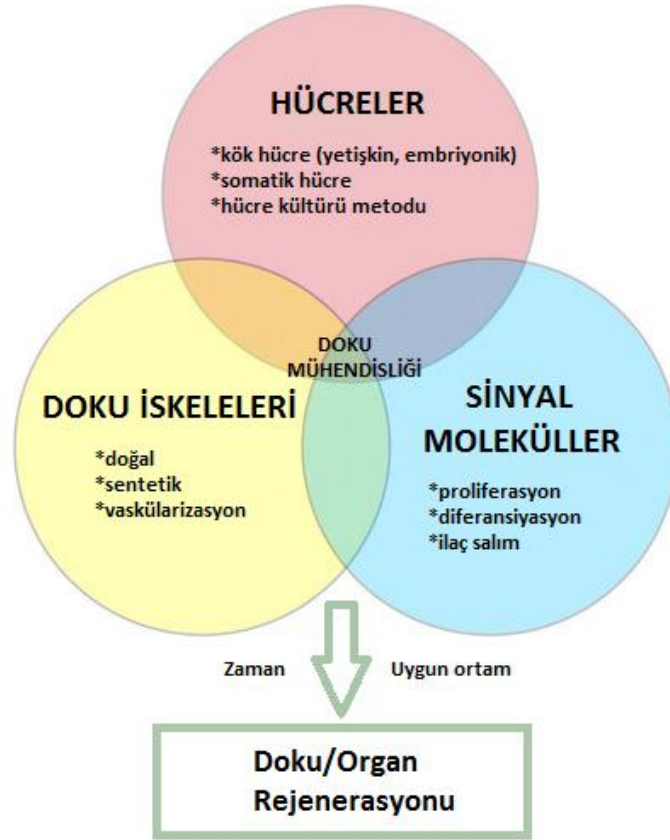 HÜCRELER
*kök hücre (yetişkin, embriyonik)
*somatik hücre
*hücre kültürü metodu
DOKU
MÜHENDİSLİĞİ
DOKU İSKELELERİ
*doğal
*sentetik
*vaskülarizasyon
SİNYAL
MOLEKÜLLER
*proliferasyon
*diferansiyasyon
*ilaç salım
Zaman
Uygun ortam
Doku/Organ
Rejenerasyonu